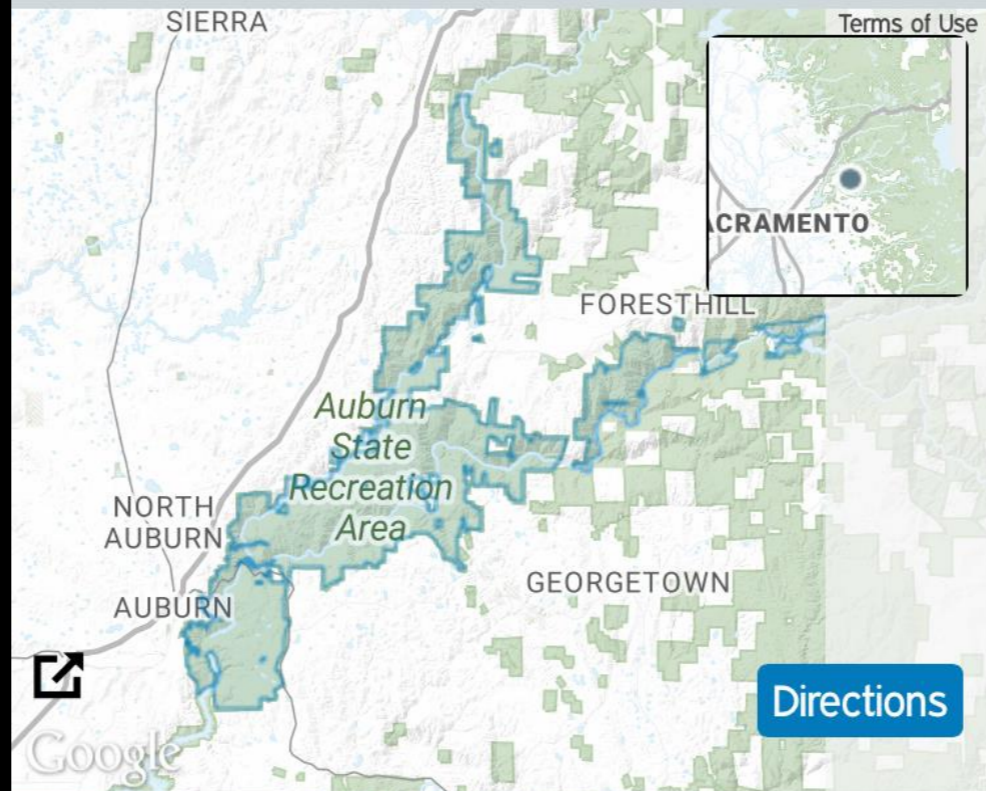 SIERRA
Terms of Use
ACRAMENTO
FORESTHILL
Auburn
State
Recreation
Area
NORTH
AUBURN
GEORGETOWN
AUBURN
Directions
Google